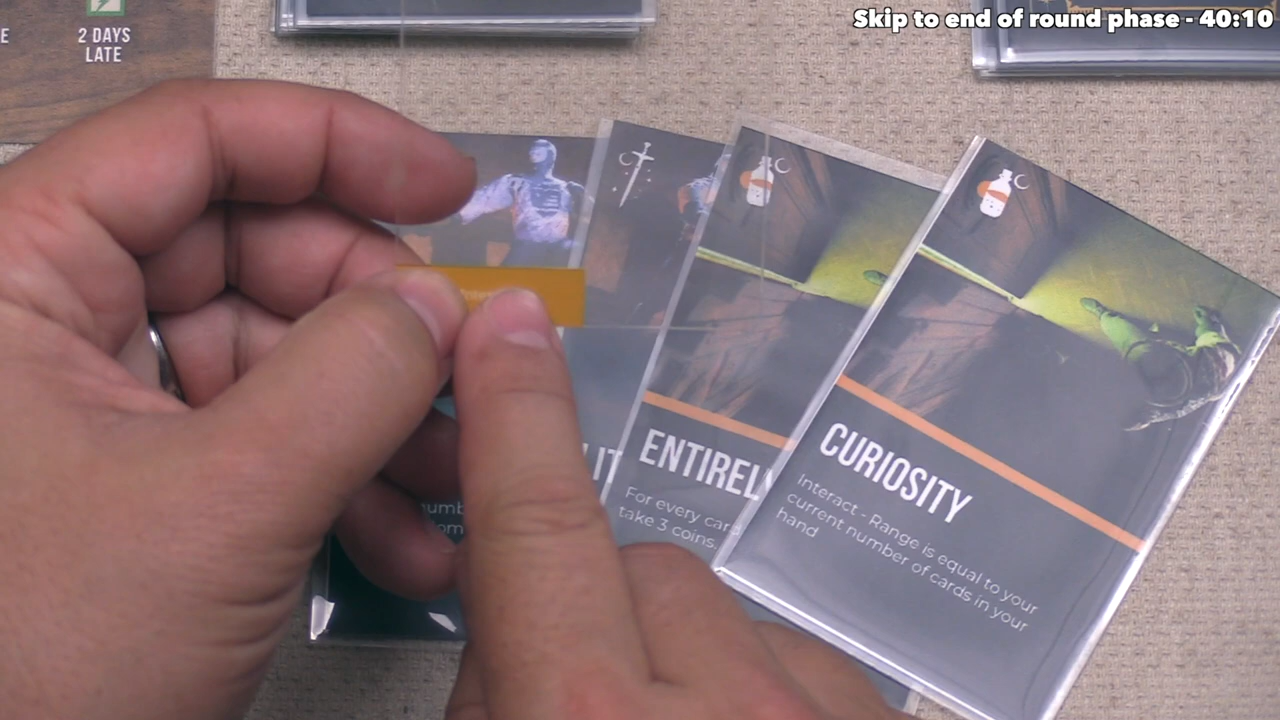 Skip to end of round phase - 40:10
2 DAYS
LATE
ENTIREL
For every card
take 3 coins.
CURIOSITY
Interact - Range is equal to your
current number of cards in your
hand